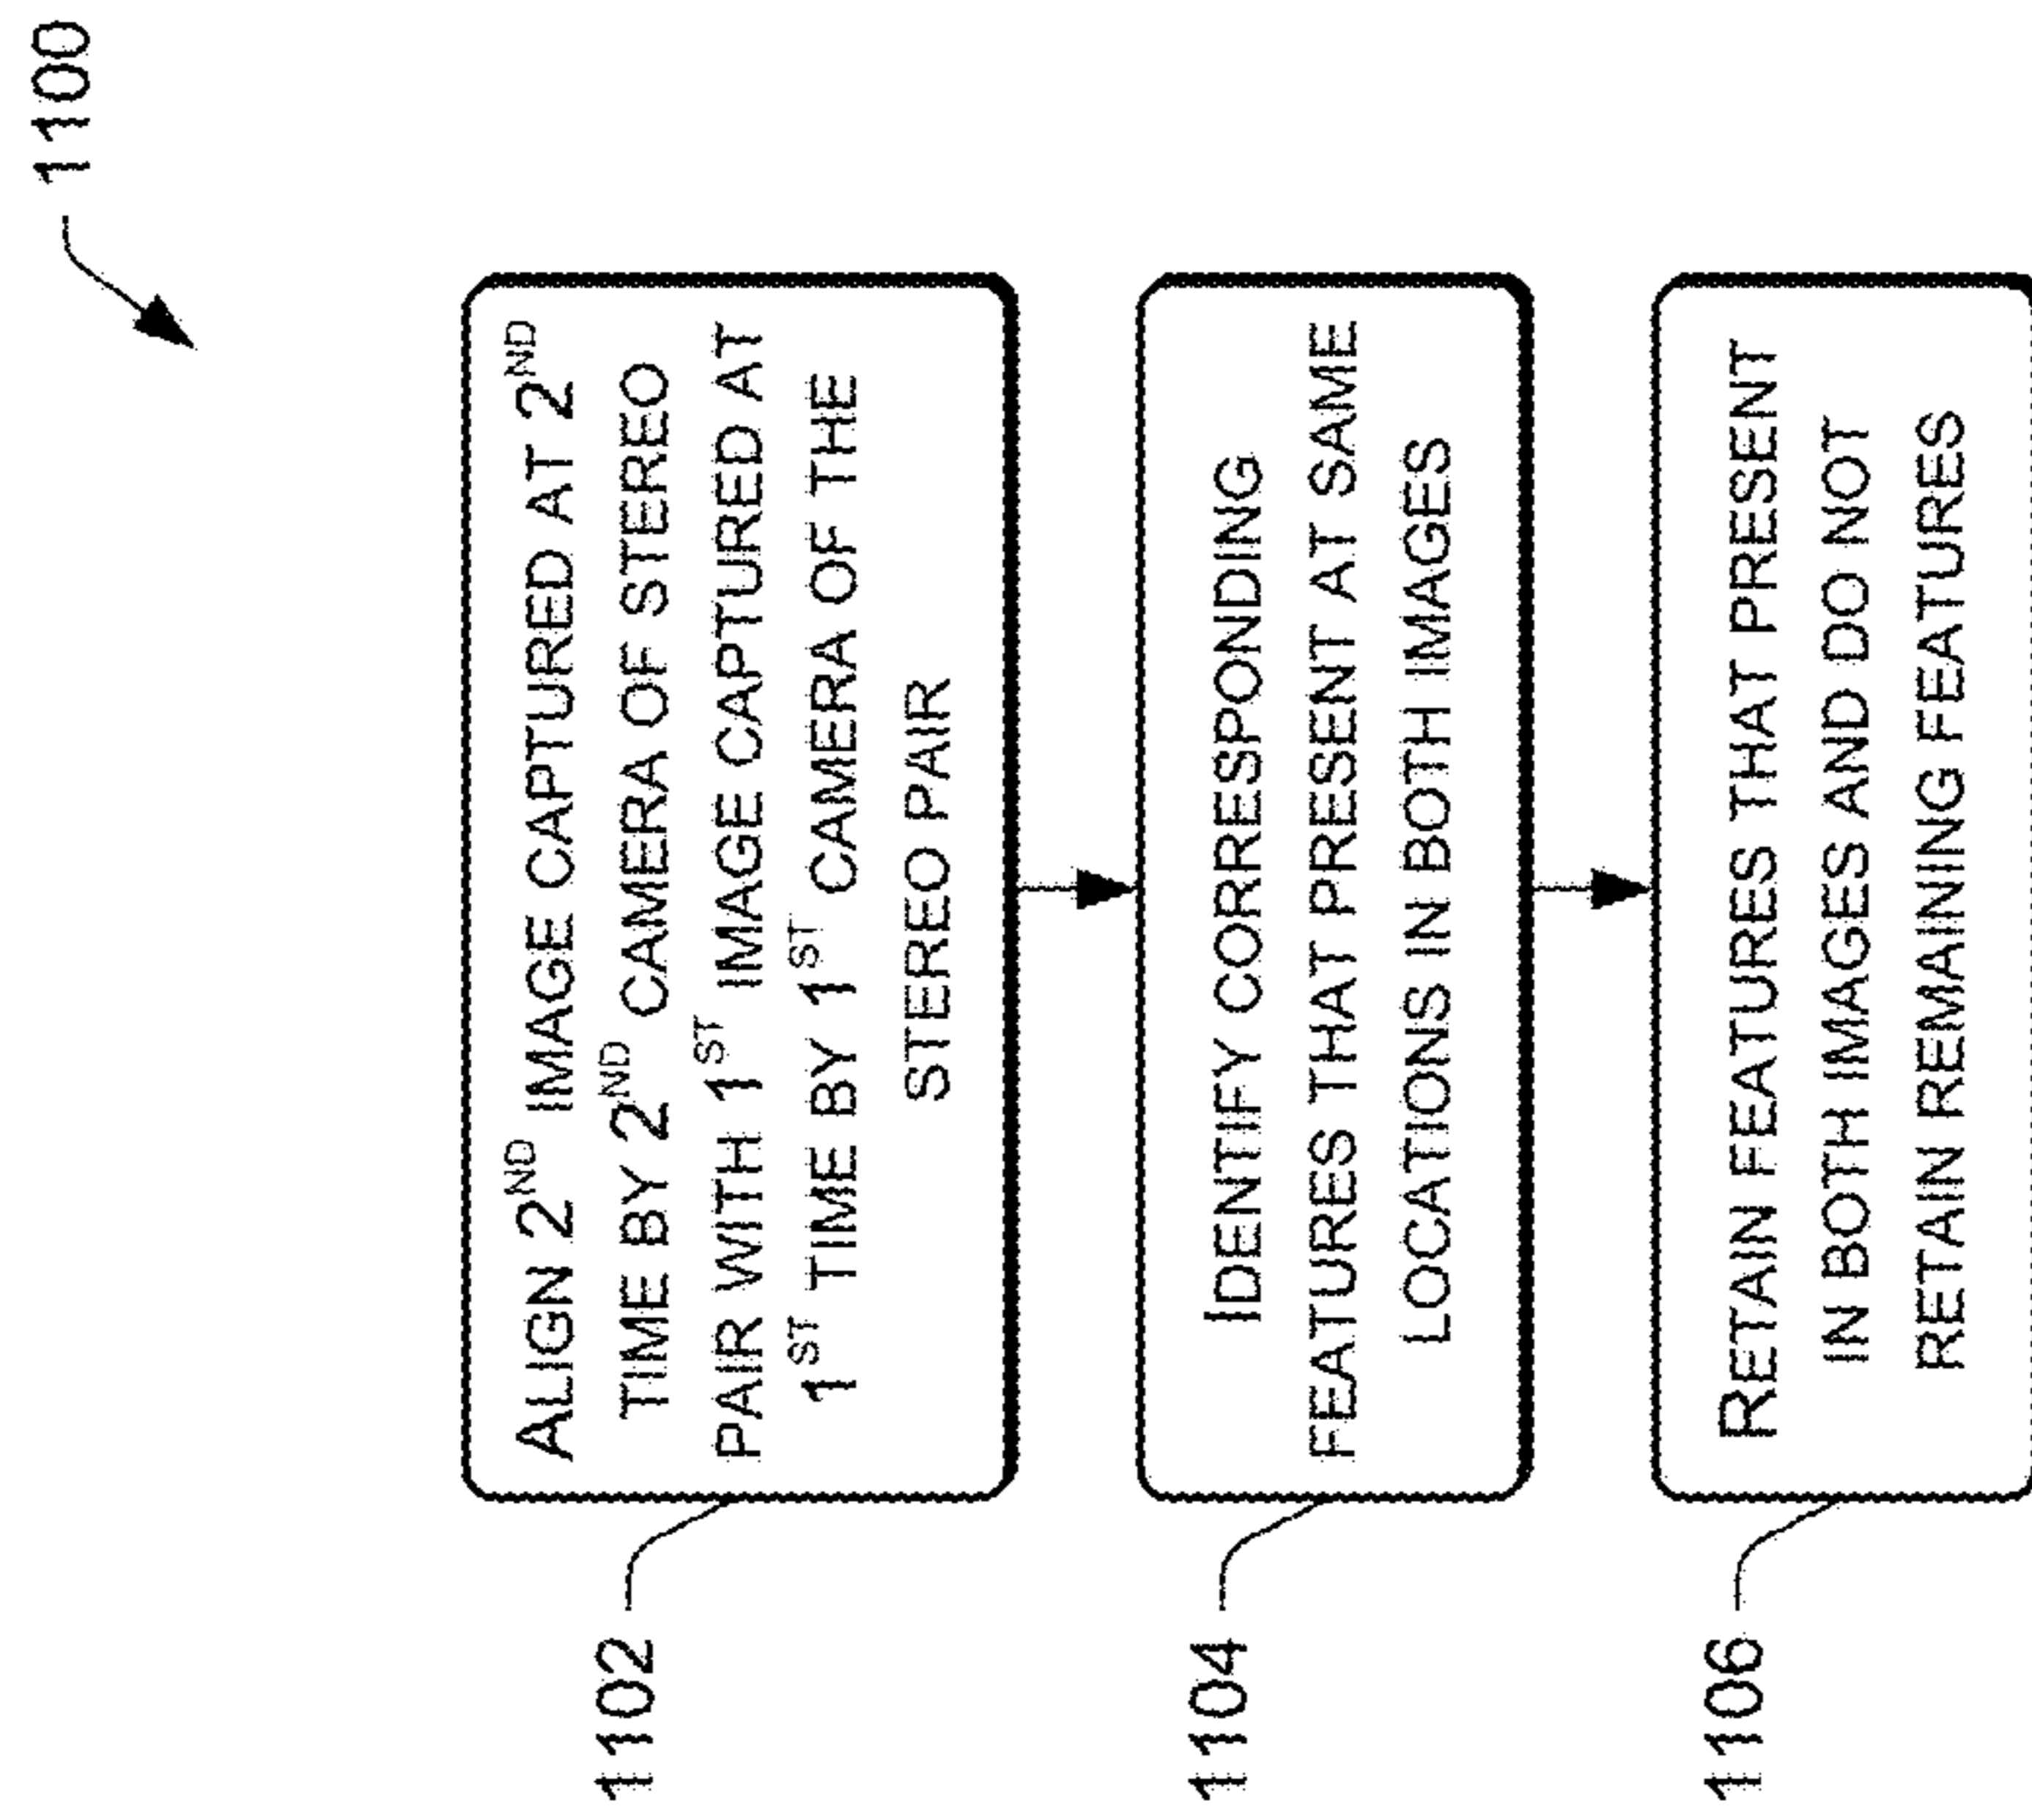 1100
1102
ALIGN 2ND IMAGE CAPTURED AT 2ND
TIME BY 2ND CAMERA OF STEREO
PAIR WITH 1ST IMAGE CAPTURED AT
1ST TIME BY 1ST CAMERA OF THE
STEREO PAIR
1104
IDENTIFY CORRESPONDING
FEATURES THAT PRESENT AT SAME
LOCATIONS IN BOTH IMAGES
1106
RETAIN FEATURES THAT PRESENT
IN BOTH IMAGES AND DO NOT
RETAIN REMAINING FEATURES